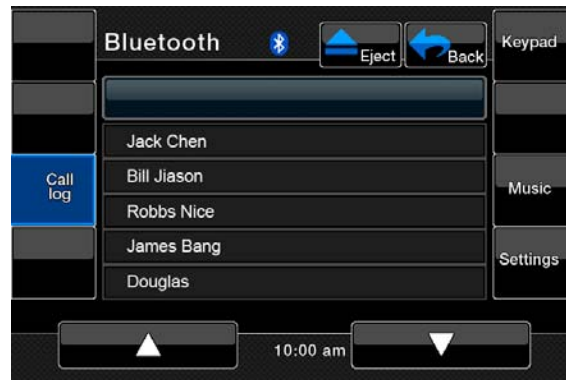 Bluetooth
Eject
Back
Keypad
Jack Chen
Call
log
Bill Jiason
Music
Robbs Nice
James Bang
Settings
Douglas
10:00 am